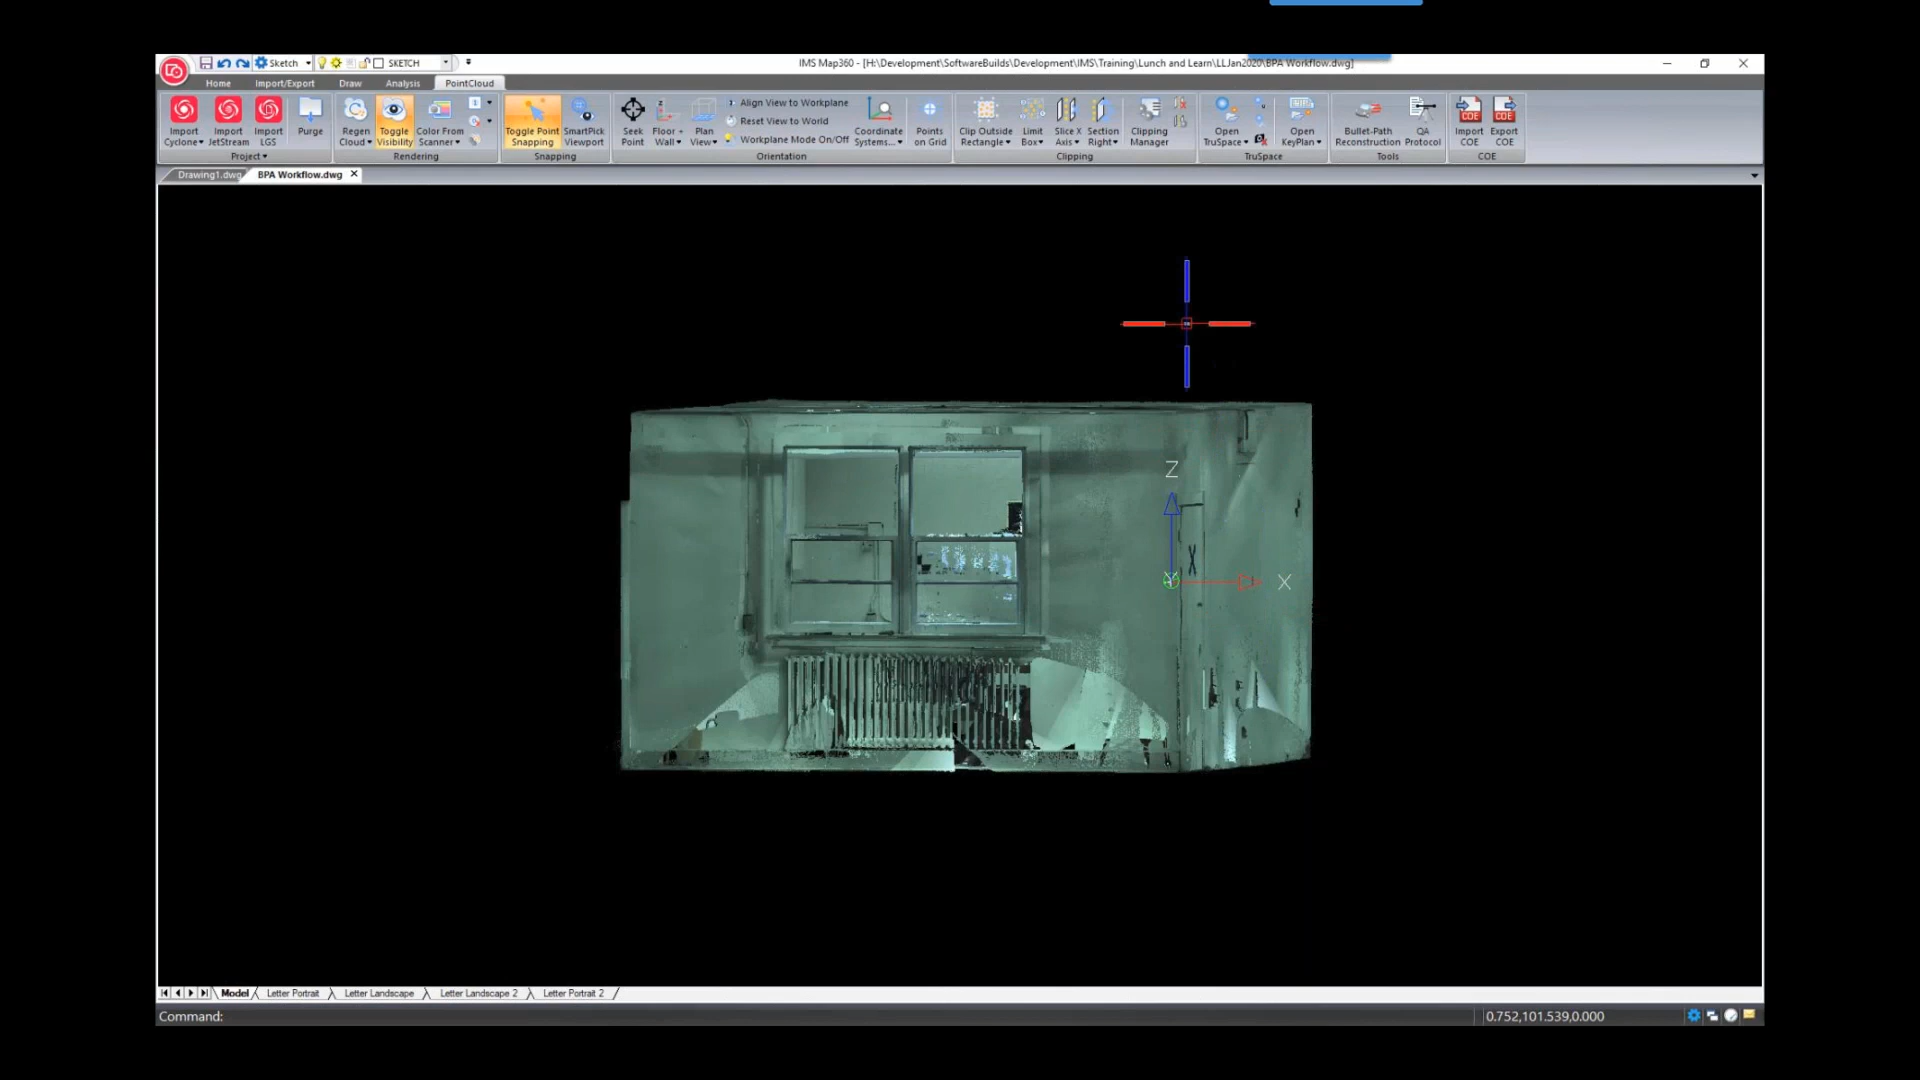 Sketch SKETCH IMS Map360 - [H:\Development\SoftwareBuilds\Development\IMS\Training\Lunch and Learn\LLJan2020\BPA Workflow.dwg]
Home Import/Export Draw Analysis PointCloud
Import Cyclone
Import JetStream
Import LGS
Purge
Project
Regen Cloud
Toggle Visibility
Color From Scanner
Rendering
Toggle Point Snapping
SmartPick Viewport
Snapping
Seek Point
Floor + Wall
Plan View
Align View to Workplane
Reset View to World
Workplane Mode On/Off
Coordinate Systems...
Points on Grid
Orientation
Clip Outside Rectangle
Limit Box
Slice X Axis
Section Right
Clipping Manager
Clipping
Open TruSpace
Open KeyPlan
TruSpace
Bullet-Path Reconstruction
QA Protocol
Tools
Import COE
Export COE
COE
Drawing1.dwg BPA Workflow.dwg
Z
Y
X
Model Letter Portrait Letter Landscape Letter Landscape 2 Letter Portrait 2
Command: 0.752,101.539,0.000